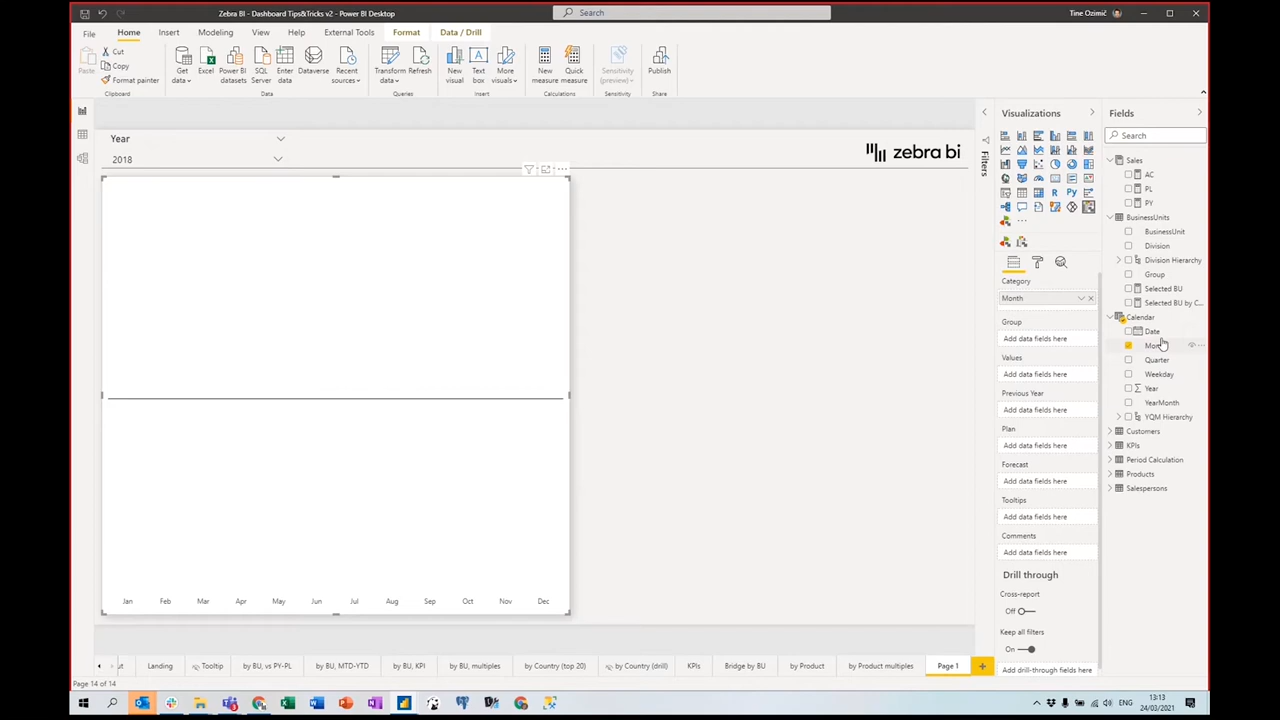 Zebra BI - Dashboard Tips&Tricks v2 - Power BI Desktop
Search
Tine Ozimič
File
Home
Insert
Modeling
View
Help
External Tools
Format
Data / Drill
Paste
Cut
Copy
Format painter
Get data
Excel
Power BI datasets
SQL Server
Enter data
Dataverse
Recent sources
Transform data
Refresh
New visual
Text box
More visuals
New measure
Quick measure
Sensitivity (preview)
Publish
Clipboard
Data
Queries
Insert
Calculations
Sensitivity
Share
Year
2018
zebra bi
Jan
Feb
Mar
Apr
May
Jun
Jul
Aug
Sep
Oct
Nov
Dec
Filters
Visualizations
R
Py
Category
Month
Group
Add data fields here
Values
Add data fields here
Previous Year
Add data fields here
Plan
Add data fields here
Forecast
Add data fields here
Tooltips
Add data fields here
Comments
Add data fields here
Drill through
Cross-report
Off
Keep all filters
On
Add drill-through fields here
Fields
Search
Sales
AC
PL
PY
BusinessUnits
BusinessUnit
Division
Division Hierarchy
Group
Selected BU
Selected BU by C...
Calendar
Date
Quarter
Weekday
Year
YearMonth
YQM Hierarchy
Customers
KPIs
Period Calculation
Products
Salespersons
Landing
Tooltip
by BU, vs PY-PL
by BU, MTD-YTD
by BU, KPI
by BU, multiples
by Country (top 20)
by Country (drill)
KPIs
Bridge by BU
by Product
by Product multiples
Page 1
Page 14 of 14
ENG
13:13
24/03/2021